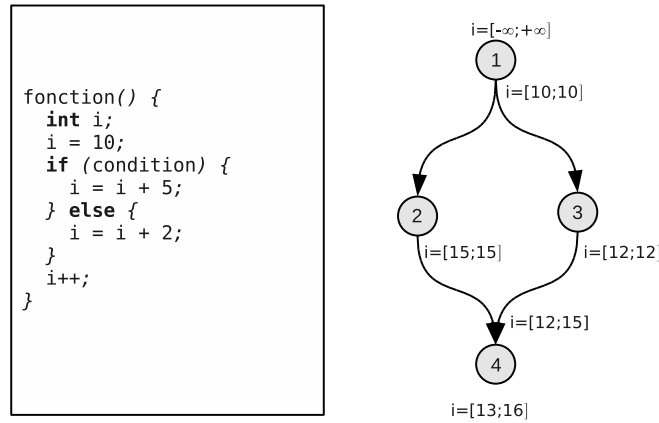 fonction() {
int i;
i = 10;
if (condition) {
i = i + 5;
} else {
i = i + 2;
}
i++;
}
i=[-∞;+∞]
1
i=[10;10]
2
3
i=[15;15]
i=[12;12]
i=[12;15]
4
i=[13;16]